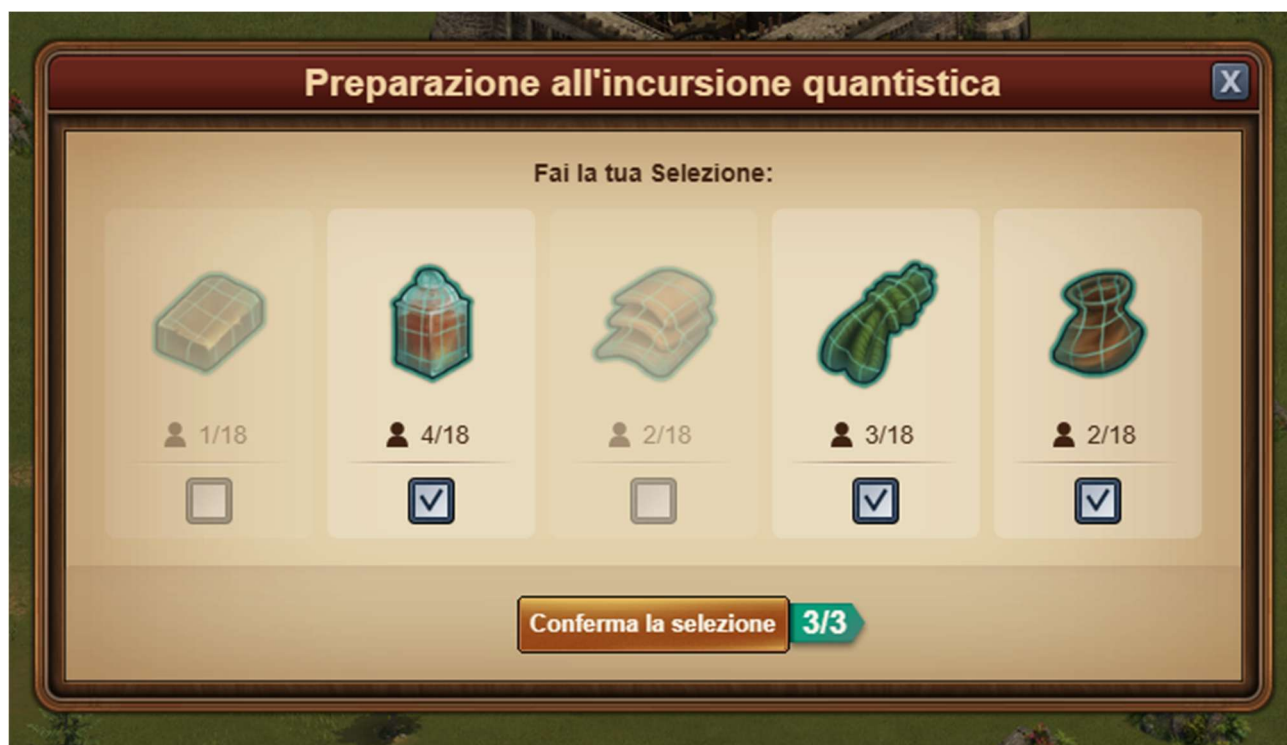 Preparazione all'incursione quantistica
X
Fai la tua Selezione:
1/18 4/18 2/18 3/18 2/18
Conferma la selezione 3/3